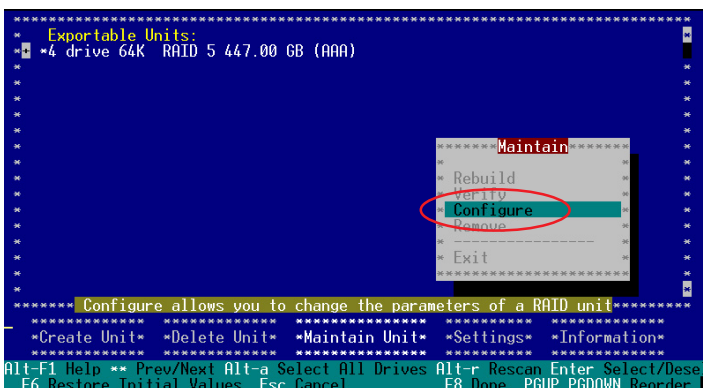 Exportable Units:
*4 drive 64K RAID 5 447.00 GB (AAA)
Maintain
Rebuild
Verify
Configure
Remove
----------------
Exit
Configure allows you to change the parameters of a RAID unit
*Create Unit* *Delete Unit* *Maintain Unit* *Settings* *Information*
Alt-F1 Help ** Prev/Next Alt-a Select All Drives Alt-r Rescan Enter Select/Dese
F6 Restore Initial Values Esc Cancel F8 Done PGUP PGDOWN Reorder